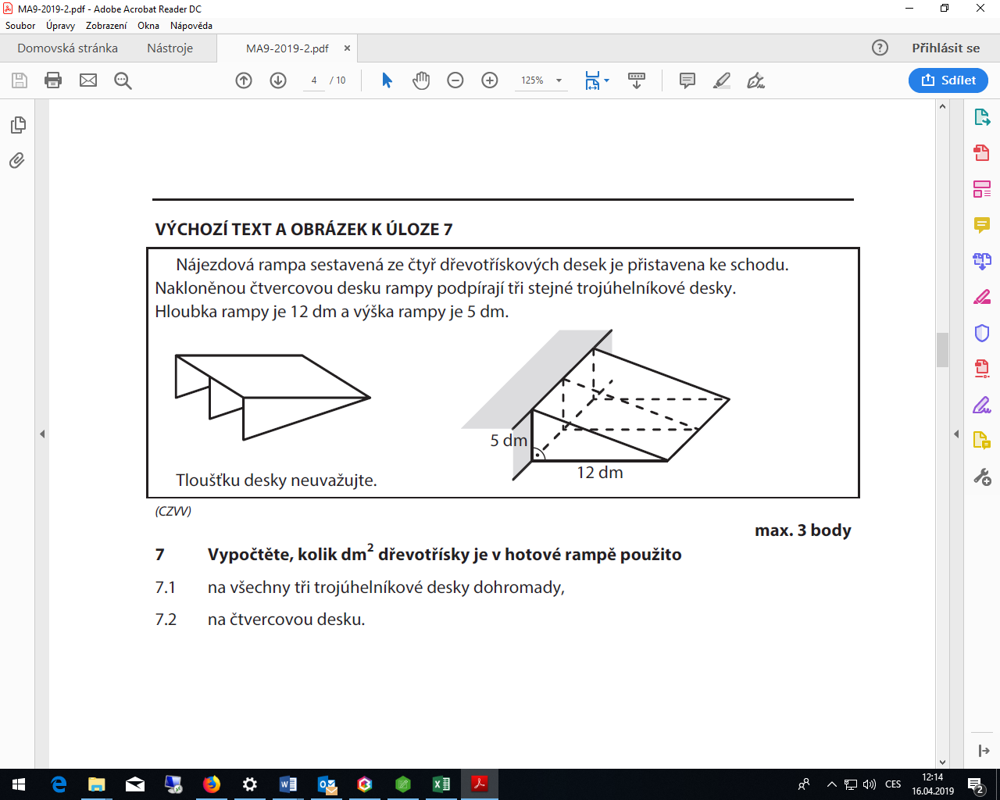 MA9-2019-2.pdf - Adobe Acrobat Reader DC
Soubor Úpravy Zobrazení Okna Nápověda
Domovská stránka Nástroje MA9-2019-2.pdf × Přihlásit se
4 / 10 125% Sdílet
VÝCHOZÍ TEXT A OBRÁZEK K ÚLOZE 7
Nájezdová rampa sestavená ze čtyř dřevotřískových desek je přistavena ke schodu.
Nakloněnou čtvercovou desku rampy podpírají tři stejné trojúhelníkové desky.
Hloubka rampy je 12 dm a výška rampy je 5 dm.
5 dm
12 dm
Tloušťku desky neuvažujte.
(CZVV)
max. 3 body
7 Vypočtěte, kolik dm² dřevotřísky je v hotové rampě použito
7.1 na všechny tři trojúhelníkové desky dohromady,
7.2 na čtvercovou desku.
CES 12:14
16.04.2019 2